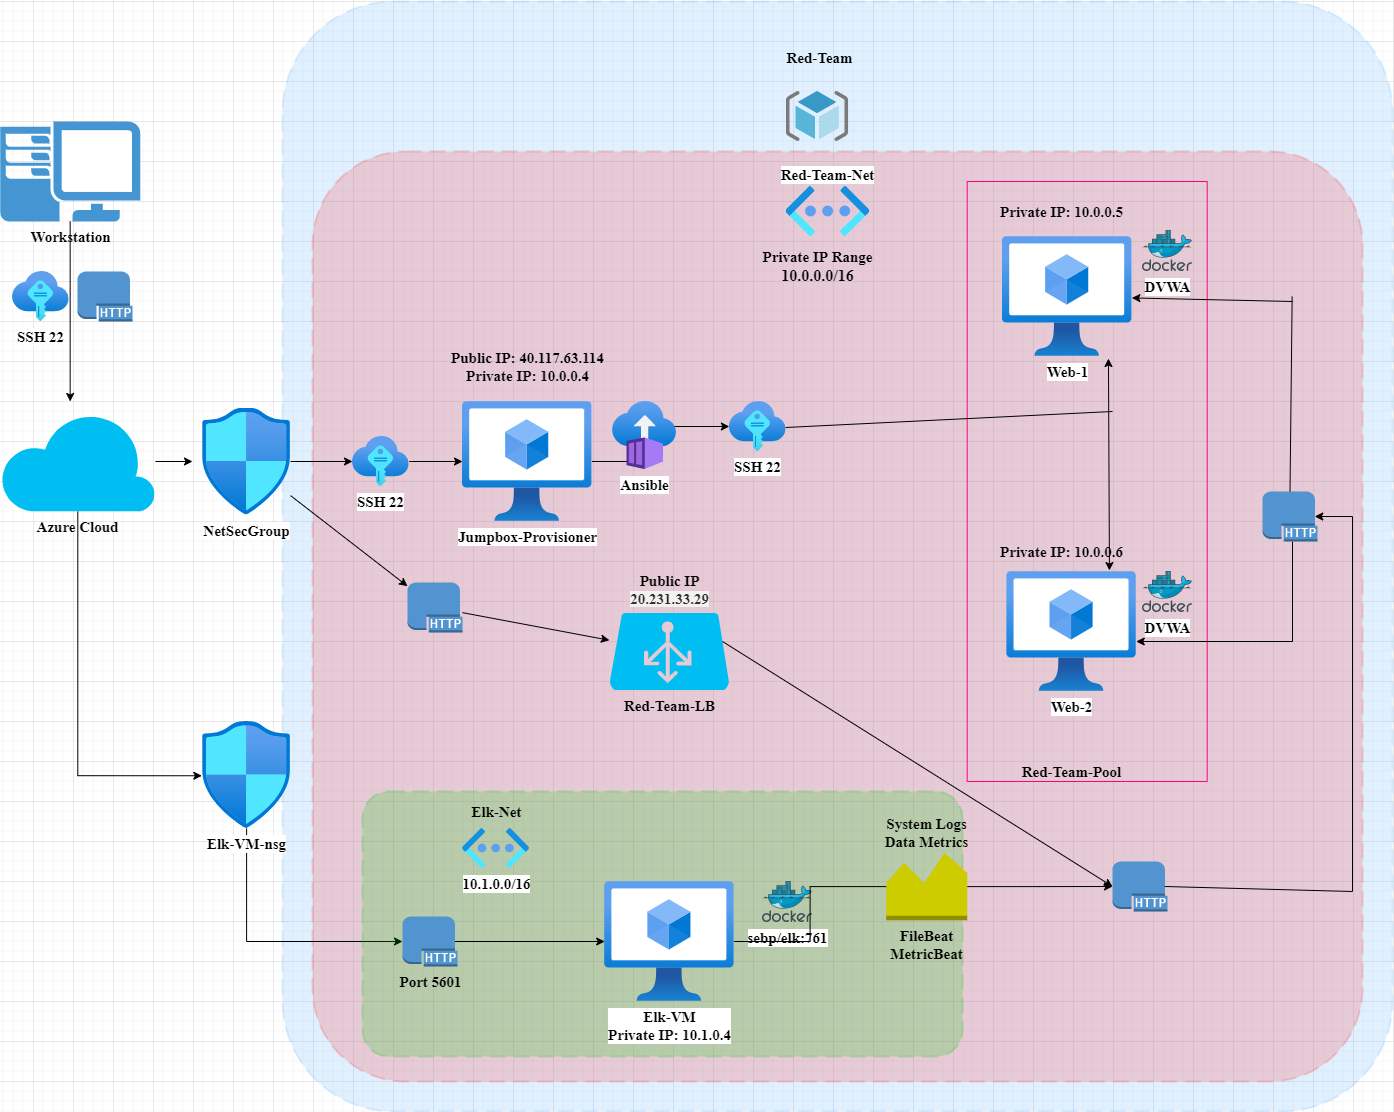 Red-Team
Red-Team-Net
Private IP Range
10.0.0.0/16
Workstation
SSH 22
HTTP
Azure Cloud
NetSecGroup
SSH 22
Public IP: 40.117.63.114
Private IP: 10.0.0.4
Jumpbox-Provisioner
Ansible
SSH 22
Private IP: 10.0.0.5
docker
DVWA
Web-1
HTTP
Private IP: 10.0.0.6
docker
DVWA
Web-2
Red-Team-Pool
HTTP
Public IP
20.231.33.29
Red-Team-LB
Elk-VM-nsg
Elk-Net
10.1.0.0/16
HTTP
Port 5601
Elk-VM
Private IP: 10.1.0.4
docker
sebp/elk:761
System Logs
Data Metrics
FileBeat
MetricBeat
HTTP